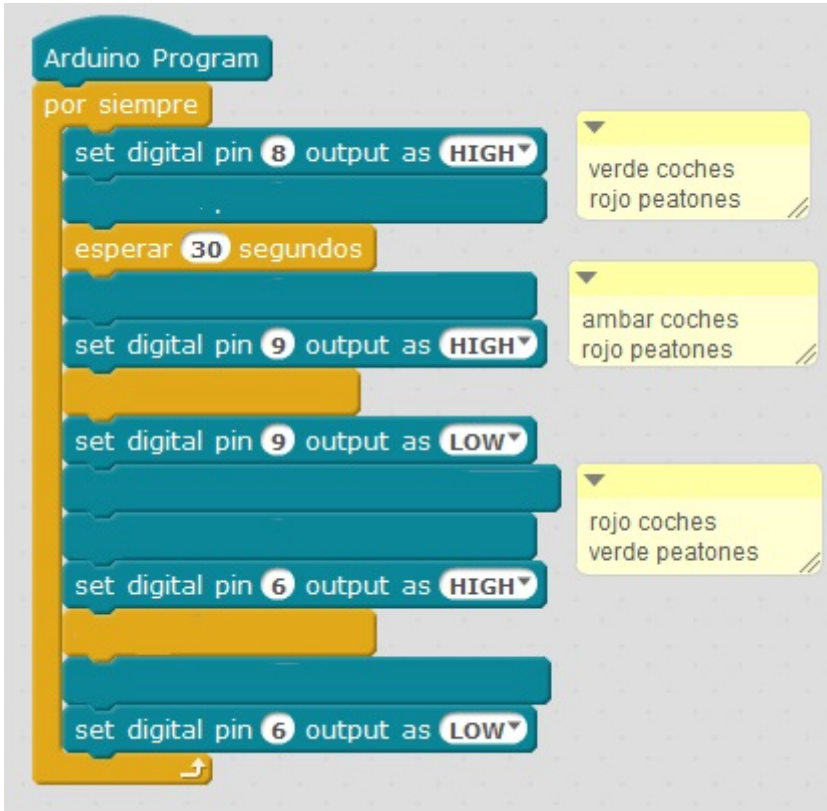 Arduino Program
por siempre
set digital pin 8 output as HIGH
verde coches
rojo peatones
esperar 30 segundos
ambar coches
rojo peatones
set digital pin 9 output as HIGH
set digital pin 9 output as LOW
rojo coches
verde peatones
set digital pin 6 output as HIGH
set digital pin 6 output as LOW